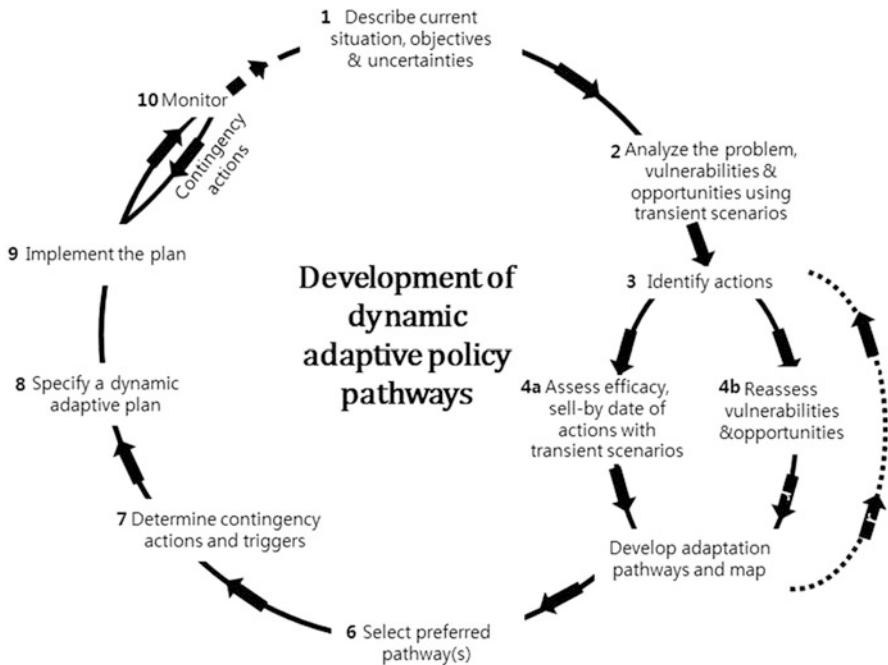 1 Describe current
situation, objectives
& uncertainties
2 Analyze the problem,
vulnerabilities &
opportunities using
transient scenarios
3 Identify actions
4a Assess efficacy,
sell-by date of
actions with
transient scenarios
4b Reassess
vulnerabilities
&opportunities
Develop adaptation
pathways and map
6 Select preferred
pathway(s)
7 Determine contingency
actions and triggers
8 Specify a dynamic
adaptive plan
9 Implement the plan
10 Monitor
Contingency
actions
Development of
dynamic
adaptive policy
pathways